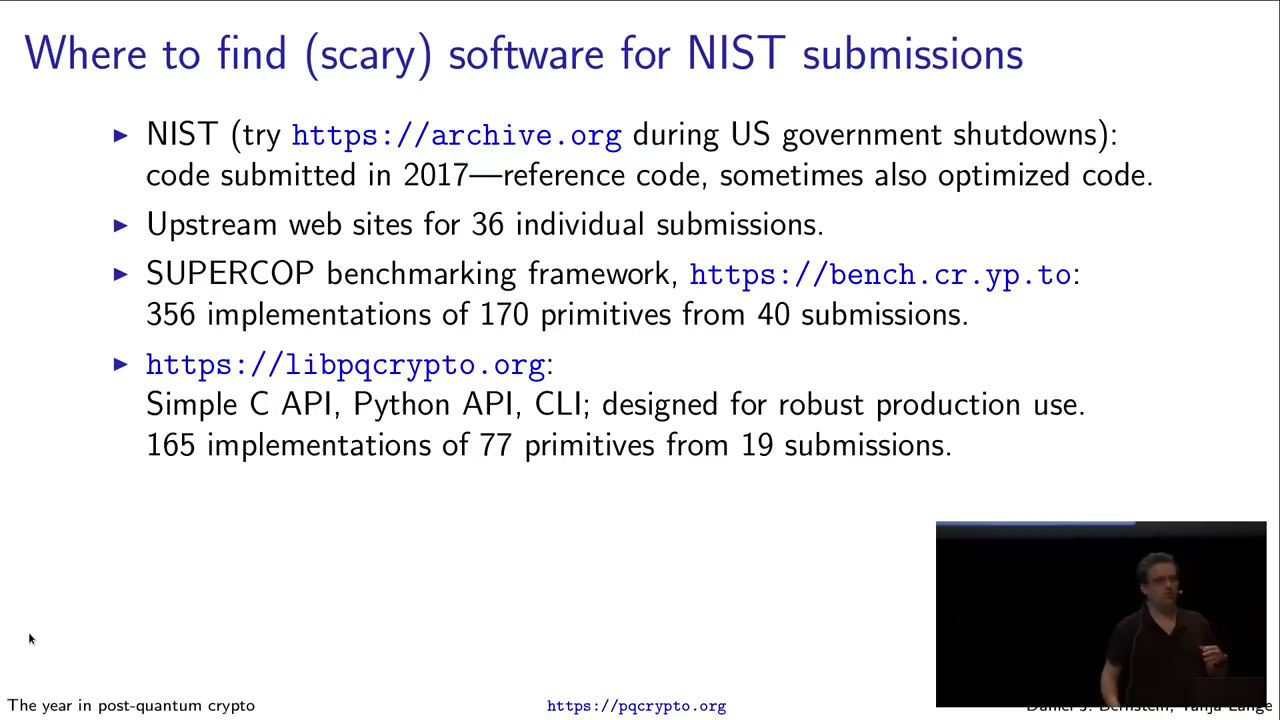 Where to find (scary) software for NIST submissions
▶ NIST (try https://archive.org during US government shutdowns):
code submitted in 2017—reference code, sometimes also optimized code.
▶ Upstream web sites for 36 individual submissions.
▶ SUPERCOP benchmarking framework, https://bench.cr.yp.to:
356 implementations of 170 primitives from 40 submissions.
▶ https://libpqcrypto.org:
Simple C API, Python API, CLI; designed for robust production use.
165 implementations of 77 primitives from 19 submissions.
The year in post-quantum crypto
https://pqcrypto.org
Daniel J. Bernstein, Tanja Lange